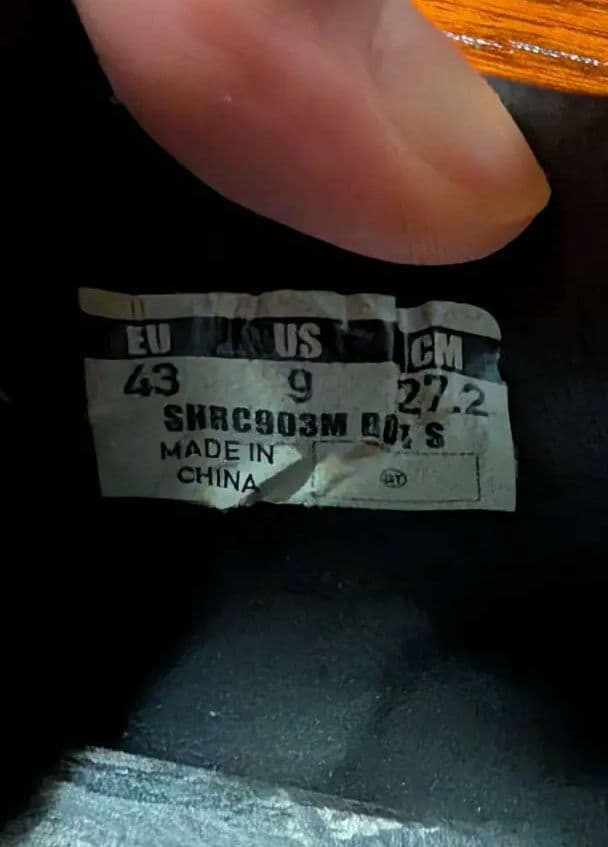 EU US CM
43 9 27.2
SHRC903M S
MADE IN
CHINA